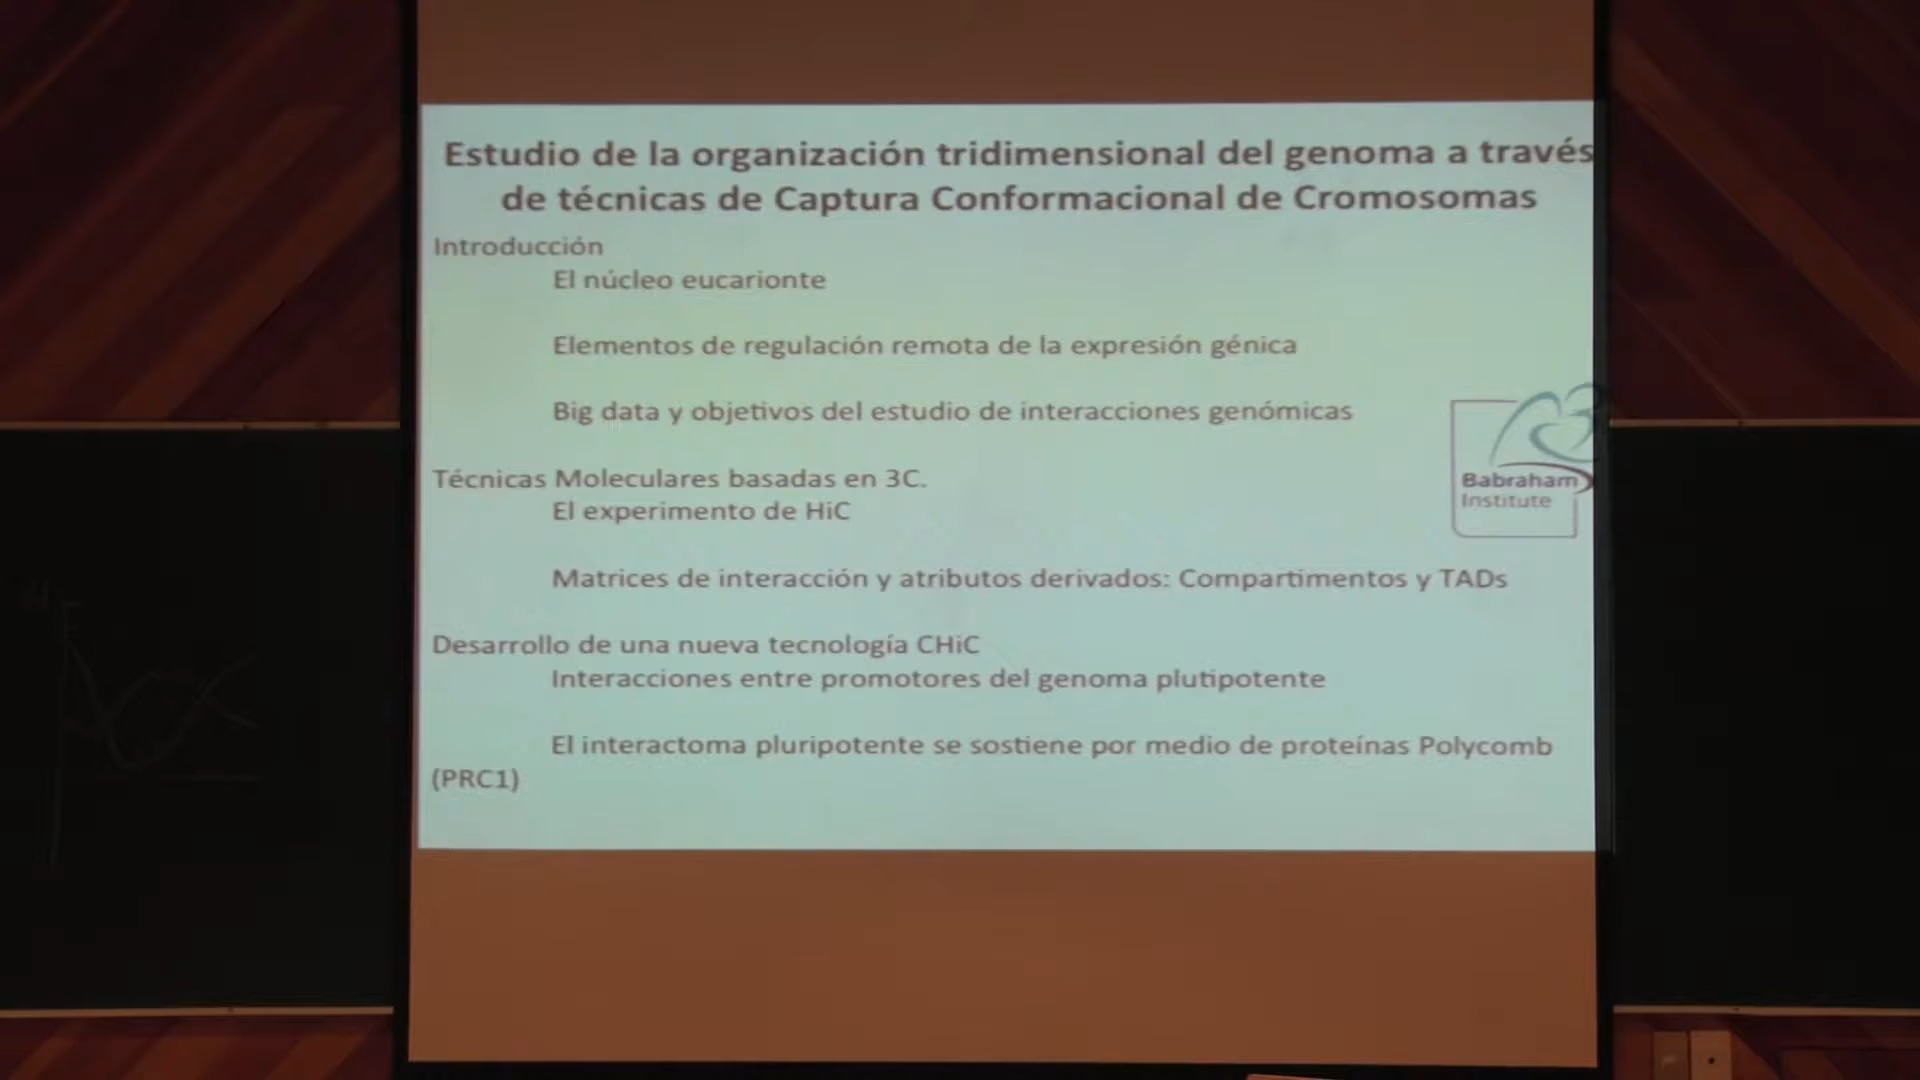 Estudio de la organización tridimensional del genoma a través
de técnicas de Captura Conformacional de Cromosomas
Introducción
El núcleo eucarionte
Elementos de regulación remota de la expresión génica
Big data y objetivos del estudio de interacciones genómicas
Babraham
Institute
Técnicas Moleculares basadas en 3C.
El experimento de HiC
Matrices de interacción y atributos derivados: Compartimentos y TADs
Desarrollo de una nueva tecnología CHiC
Interacciones entre promotores del genoma plutipotente
El interactoma pluripotente se sostiene por medio de proteínas Polycomb
(PRC1)